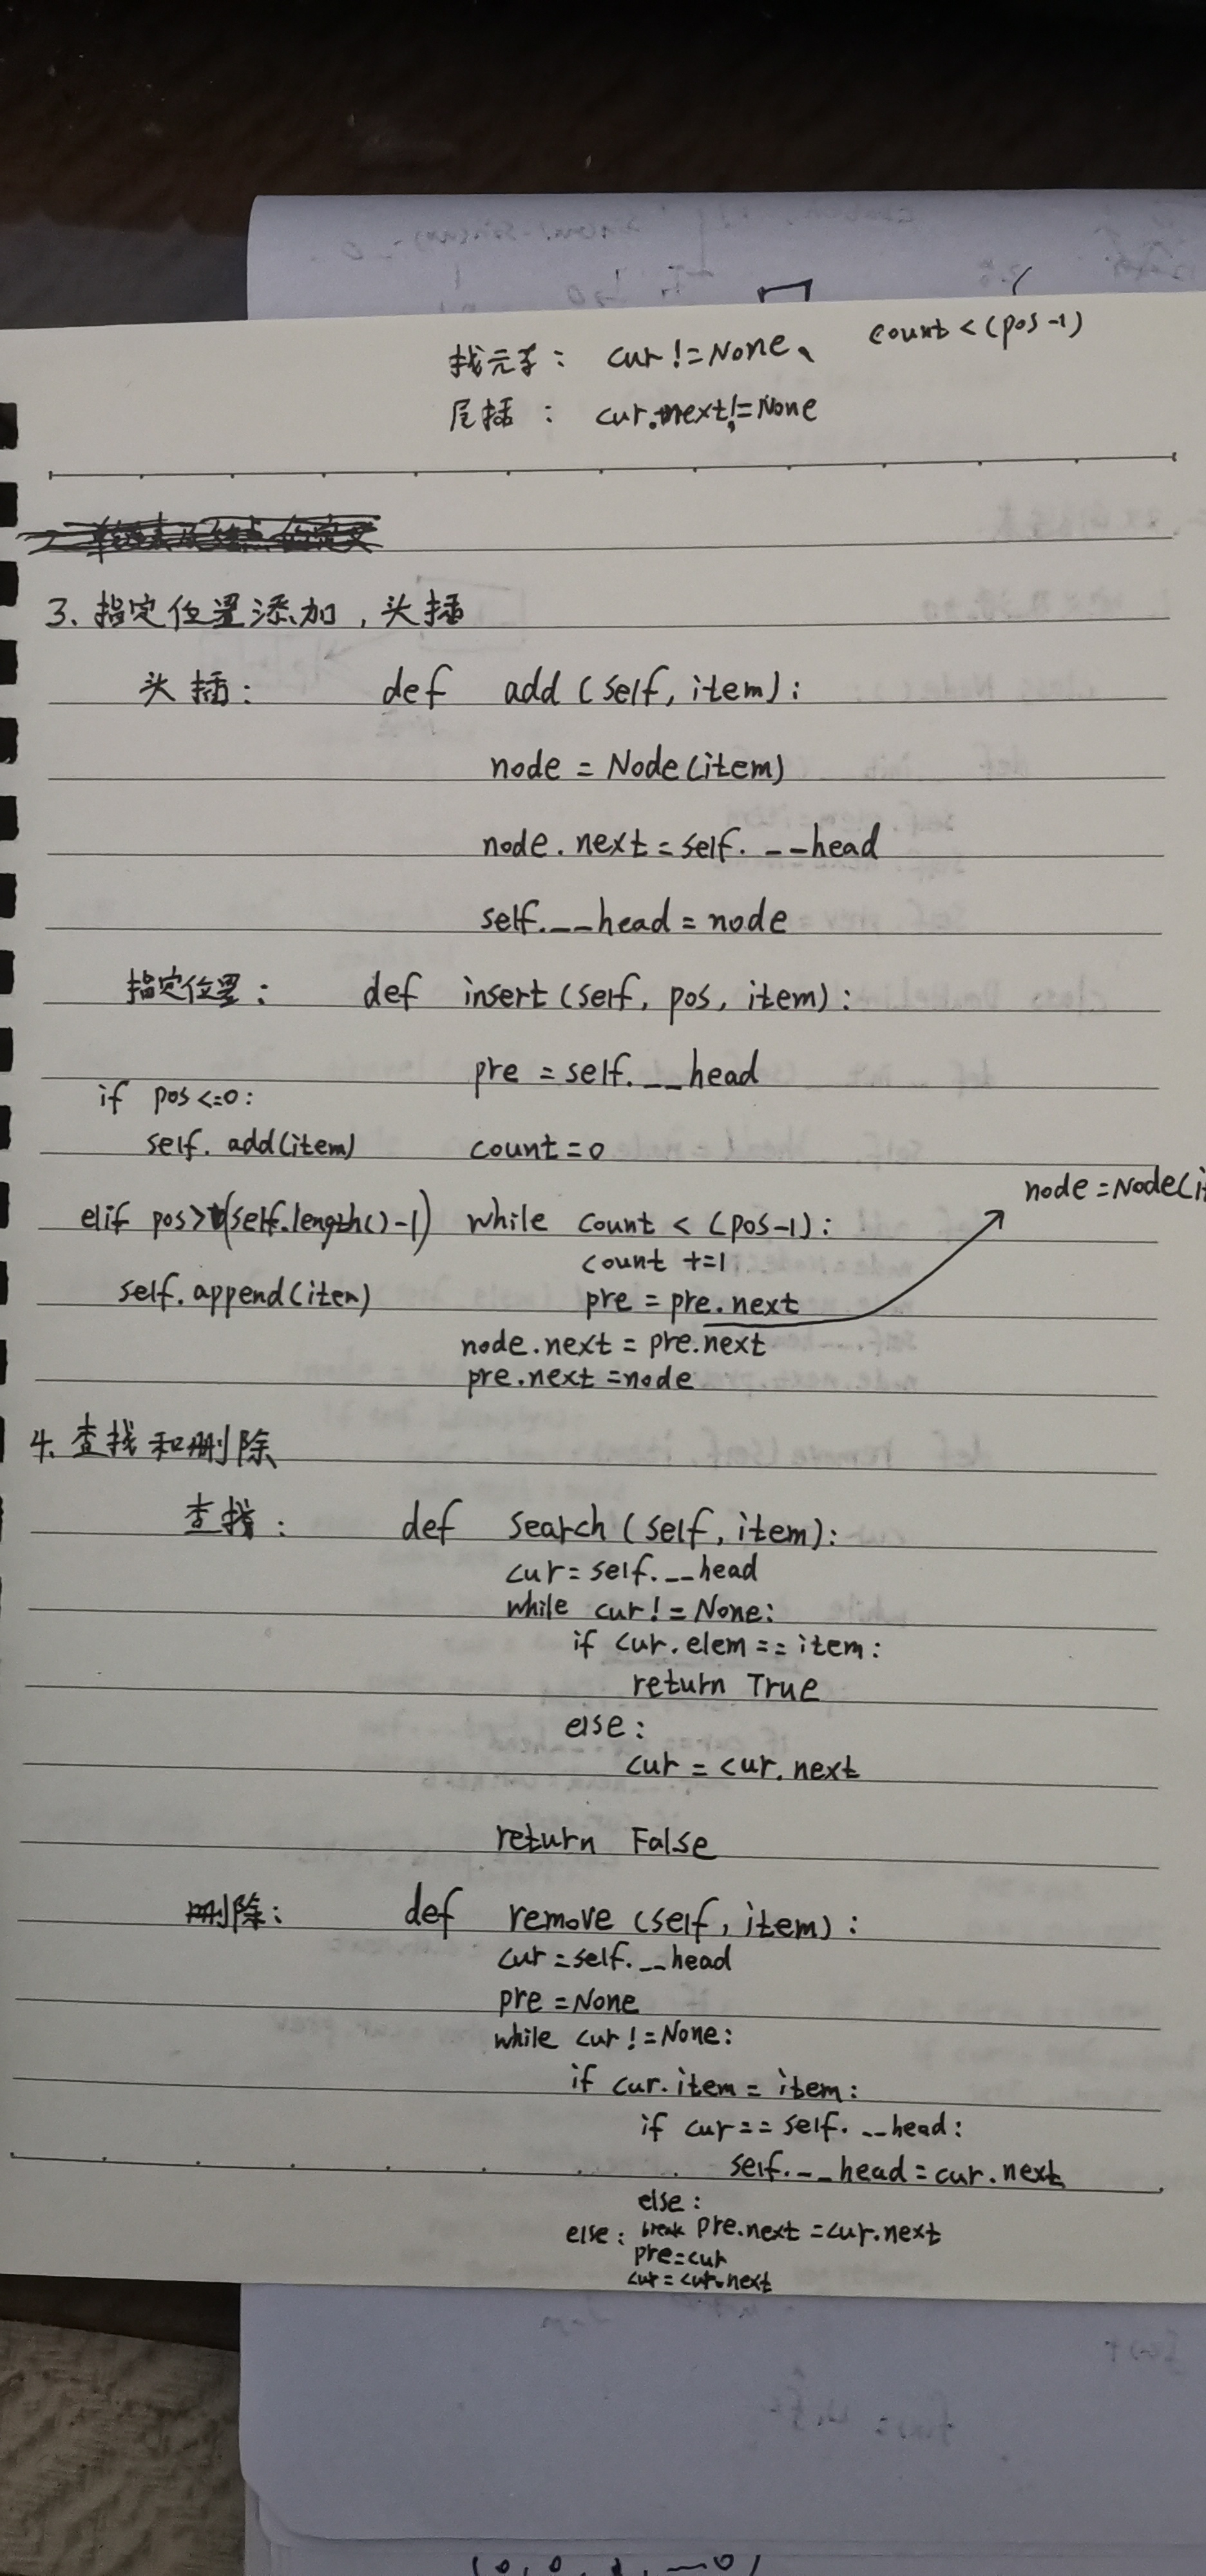 找元素： cur != None、 count < (pos-1)
尾插： cur.next != None
3. 指定位置添加，头插
头插： def add (self, item):
node = Node(item)
node.next = self.__head
self.__head = node
指定位置： def insert (self, pos, item):
pre = self.__head
if pos <= 0:
self.add(item) count = 0
node = Node(i
elif pos > (self.length()-1) while count < (pos-1):
count += 1
self.append(item) pre = pre.next
node.next = pre.next
pre.next = node
4. 查找和删除
查找： def search (self, item):
cur = self.__head
while cur != None:
if cur.elem == item:
return True
else:
cur = cur.next
return False
删除： def remove (self, item):
cur = self.__head
pre = None
while cur != None:
if cur.item = item:
if cur == self.__head:
self.__head = cur.next
else:
else: break pre.next = cur.next
pre = cur
cur = cur.next